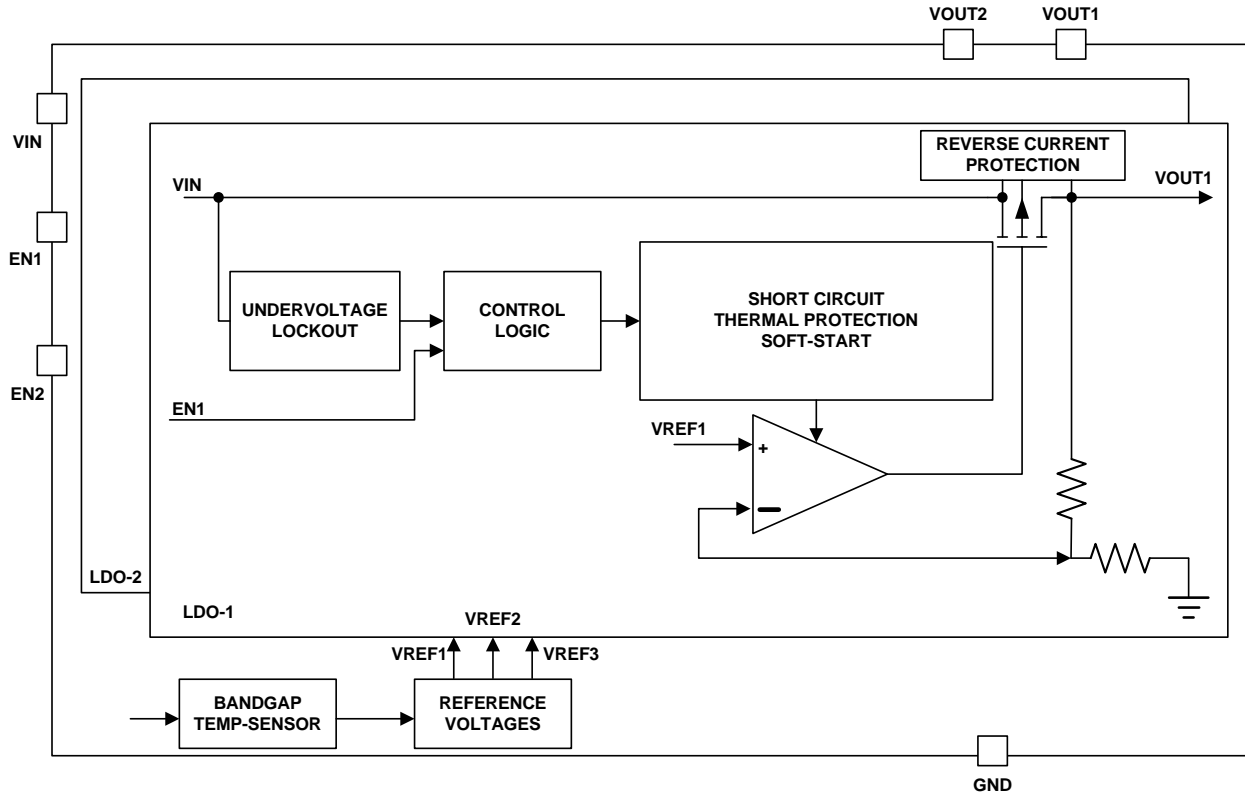 VOUT2
VOUT1
VIN
EN1
EN2
REVERSE CURRENT
PROTECTION
VIN
VOUT1
UNDERVOLTAGE
LOCKOUT
CONTROL
LOGIC
SHORT CIRCUIT
THERMAL PROTECTION
SOFT-START
EN1
VREF1
+
−
LDO-2
LDO-1
VREF2
VREF1
VREF3
BANDGAP
TEMP-SENSOR
REFERENCE
VOLTAGES
GND